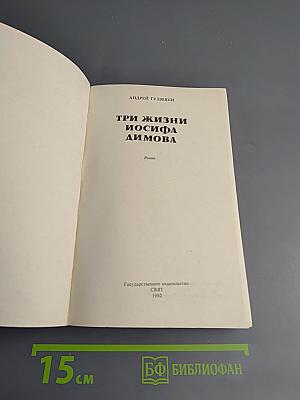 АНДРЕЙ ГУЛЯШКИ
ТРИ ЖИЗНИ
ИОСИФА
ДИМОВА
Роман
Государственное издательство
СВЯТ
1982
15 см
БФ БИБЛИОФАН